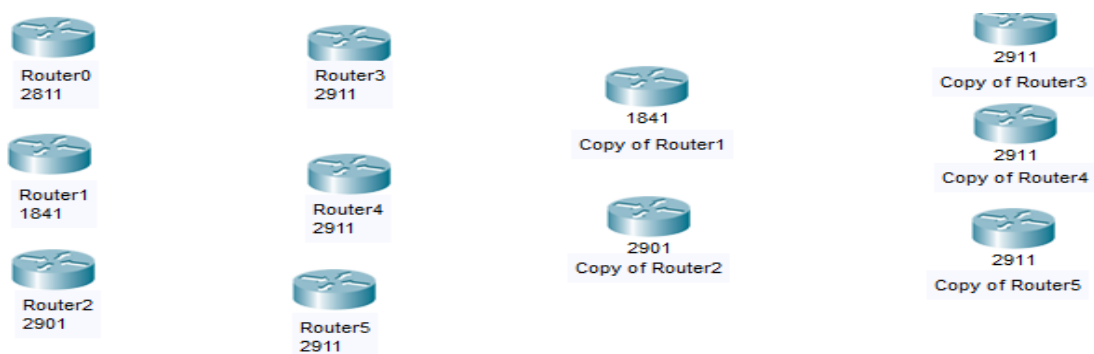 Router0
2811
Router1
1841
Router2
2901
Router3
2911
Router4
2911
Router5
2911
1841
Copy of Router1
2901
Copy of Router2
2911
Copy of Router3
2911
Copy of Router4
2911
Copy of Router5